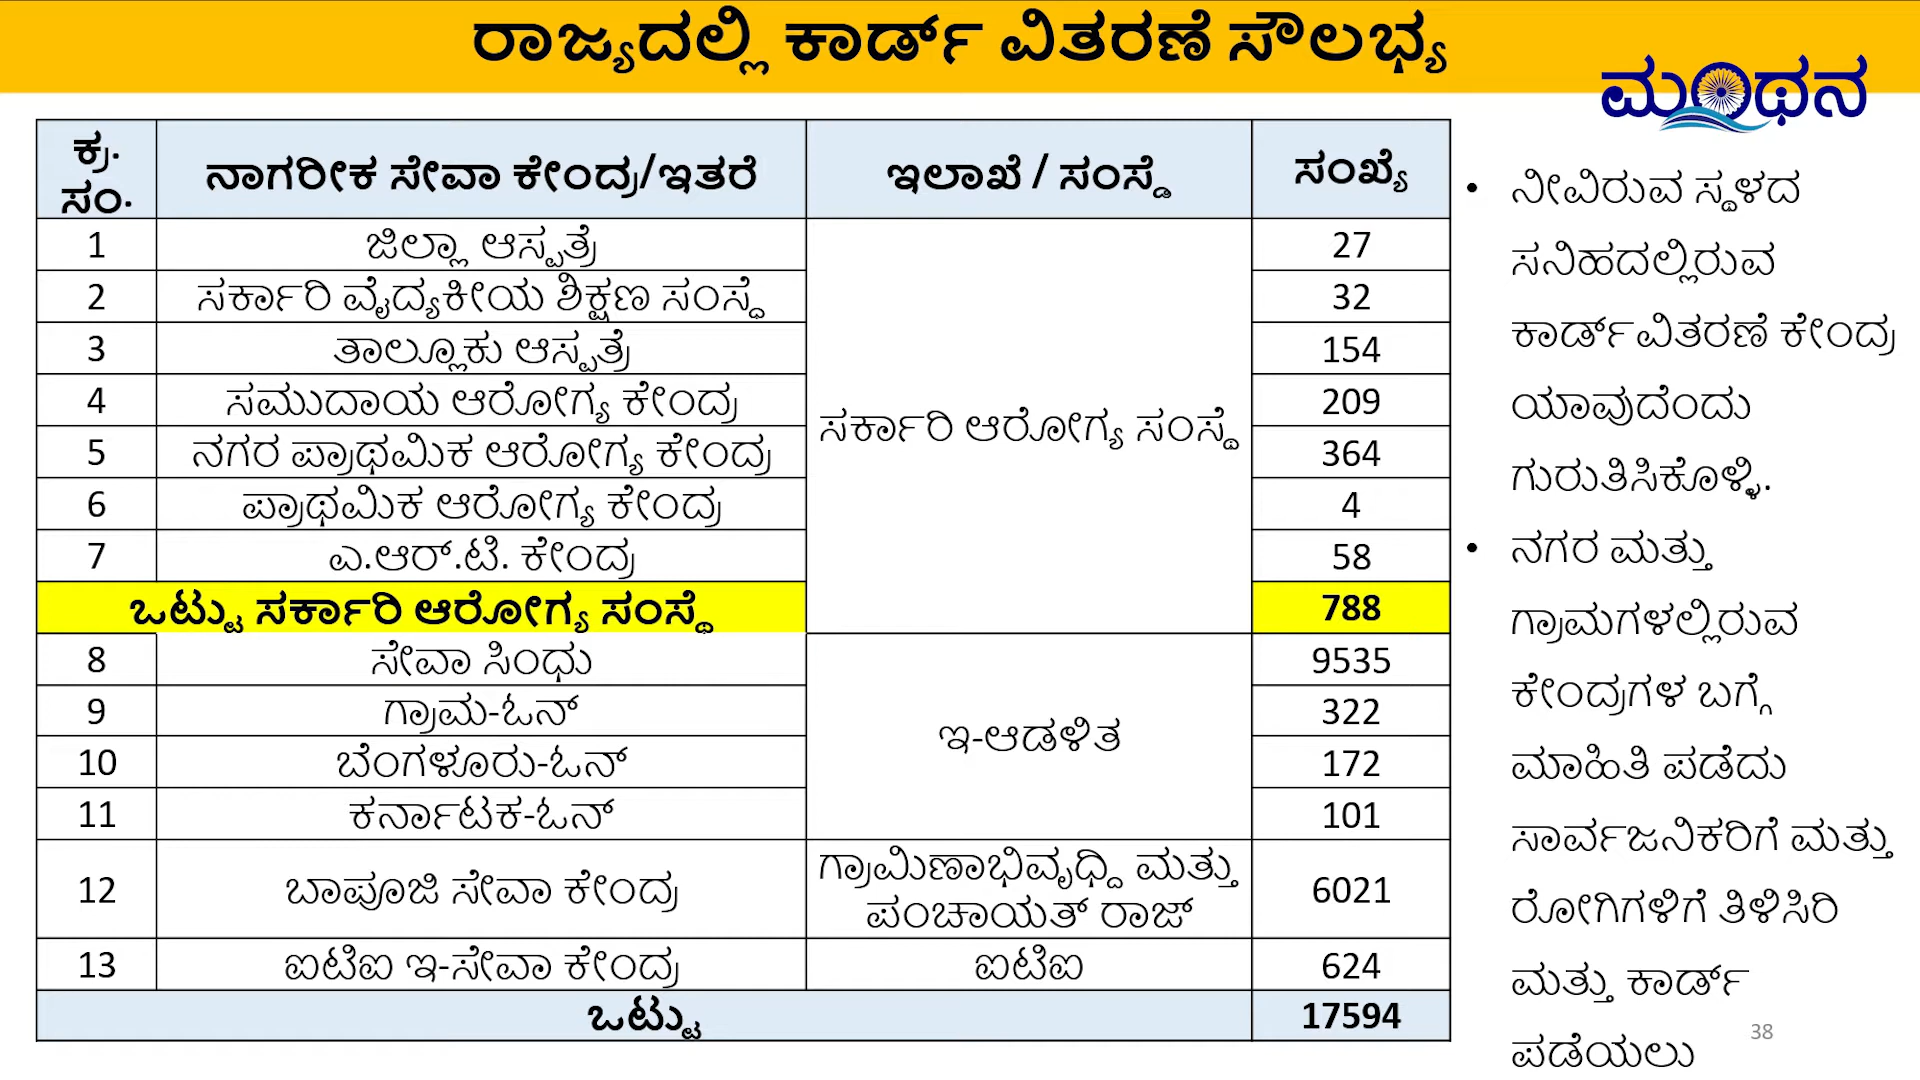 ರಾಜ್ಯದಲ್ಲಿ ಕಾರ್ಡ್ ವಿತರಣೆ ಸೌಲಭ್ಯ
ಮಂಥನ
ಕ್ರ. ಸಂ. ನಾಗರೀಕ ಸೇವಾ ಕೇಂದ್ರ/ಇತರೆ ಇಲಾಖೆ / ಸಂಸ್ಥೆ ಸಂಖ್ಯೆ
1 ಜಿಲ್ಲಾ ಆಸ್ಪತ್ರೆ 27
2 ಸರ್ಕಾರಿ ವೈದ್ಯಕೀಯ ಶಿಕ್ಷಣ ಸಂಸ್ಥೆ 32
3 ತಾಲ್ಲೂಕು ಆಸ್ಪತ್ರೆ 154
4 ಸಮುದಾಯ ಆರೋಗ್ಯ ಕೇಂದ್ರ 209
ಸರ್ಕಾರಿ ಆರೋಗ್ಯ ಸಂಸ್ಥೆ
5 ನಗರ ಪ್ರಾಥಮಿಕ ಆರೋಗ್ಯ ಕೇಂದ್ರ 364
6 ಪ್ರಾಥಮಿಕ ಆರೋಗ್ಯ ಕೇಂದ್ರ 4
7 ಎ.ಆರ್.ಟಿ. ಕೇಂದ್ರ 58
ಒಟ್ಟು ಸರ್ಕಾರಿ ಆರೋಗ್ಯ ಸಂಸ್ಥೆ 788
8 ಸೇವಾ ಸಿಂಧು 9535
9 ಗ್ರಾಮ-ಓನ್ 322
ಇ-ಆಡಳಿತ
10 ಬೆಂಗಳೂರು-ಓನ್ 172
11 ಕರ್ನಾಟಕ-ಓನ್ 101
12 ಬಾಪೂಜಿ ಸೇವಾ ಕೇಂದ್ರ ಗ್ರಾಮಿಣಾಭಿವೃಧ್ದಿ ಮತ್ತು ಪಂಚಾಯತ್ ರಾಜ್ 6021
13 ಐಟಿಐ ಇ-ಸೇವಾ ಕೇಂದ್ರ ಐಟಿಐ 624
ಒಟ್ಟು 17594
• ನೀವಿರುವ ಸ್ಥಳದ
ಸನಿಹದಲ್ಲಿರುವ
ಕಾರ್ಡ್ ವಿತರಣೆ ಕೇಂದ್ರ
ಯಾವುದೆಂದು
ಗುರುತಿಸಿಕೊಳ್ಳಿ.
• ನಗರ ಮತ್ತು
ಗ್ರಾಮಗಳಲ್ಲಿರುವ
ಕೇಂದ್ರಗಳ ಬಗ್ಗೆ
ಮಾಹಿತಿ ಪಡೆದು
ಸಾರ್ವಜನಿಕರಿಗೆ ಮತ್ತು
ರೋಗಿಗಳಿಗೆ ತಿಳಿಸಿರಿ
ಮತ್ತು ಕಾರ್ಡ್
ಪಡೆಯಲು
38